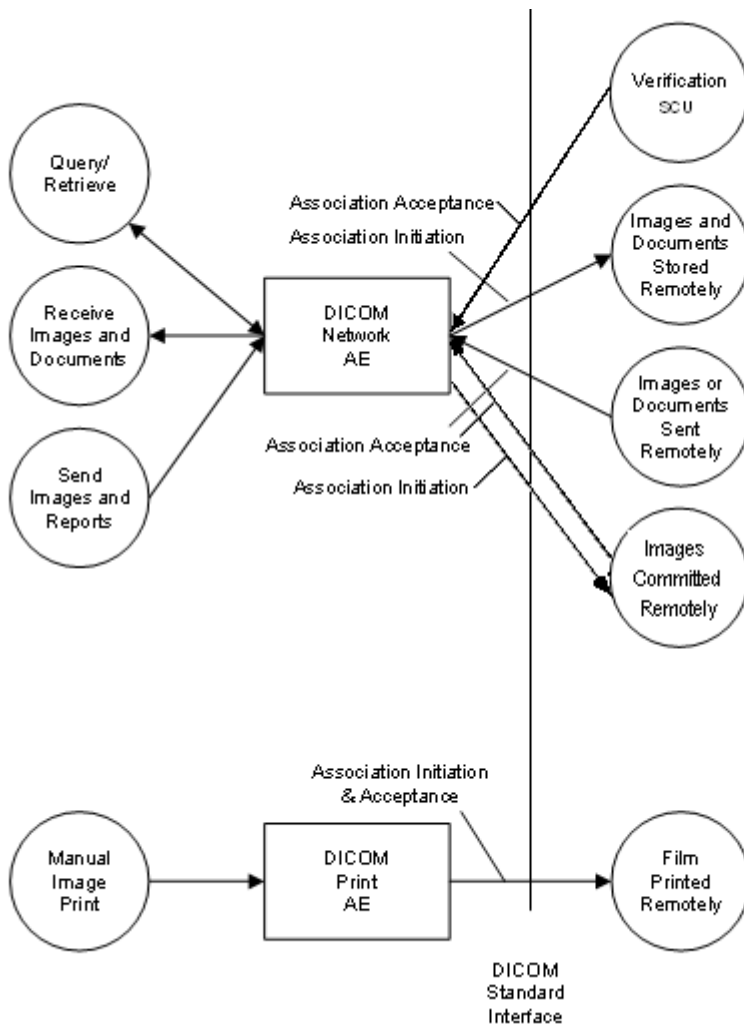 Verification
SCU
Query/
Retrieve
Association Acceptance
Association Initiation
Images and
Documents
Stored
Remotely
Receive
Images and
Documents
DICOM
Network
AE
Images or
Documents
Sent
Remotely
Association Acceptance
Association Initiation
Send
Images and
Reports
Images
Committed
Remotely
Association Initiation
& Acceptance
Manual
Image
Print
DICOM
Print
AE
Film
Printed
Remotely
DICOM
Standard
Interface